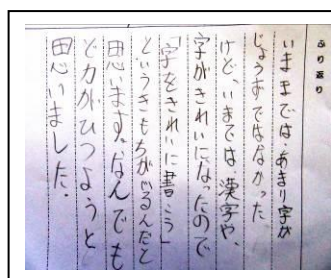 ふり返り
いままでは、あまり字が
じょうずではなかった
けど、いまでは漢字や、
字がきれいになったので
「字をきれいに書こう」
というきもちがいるんだと
思います。なんでも
ど力がひつようと
思いました。